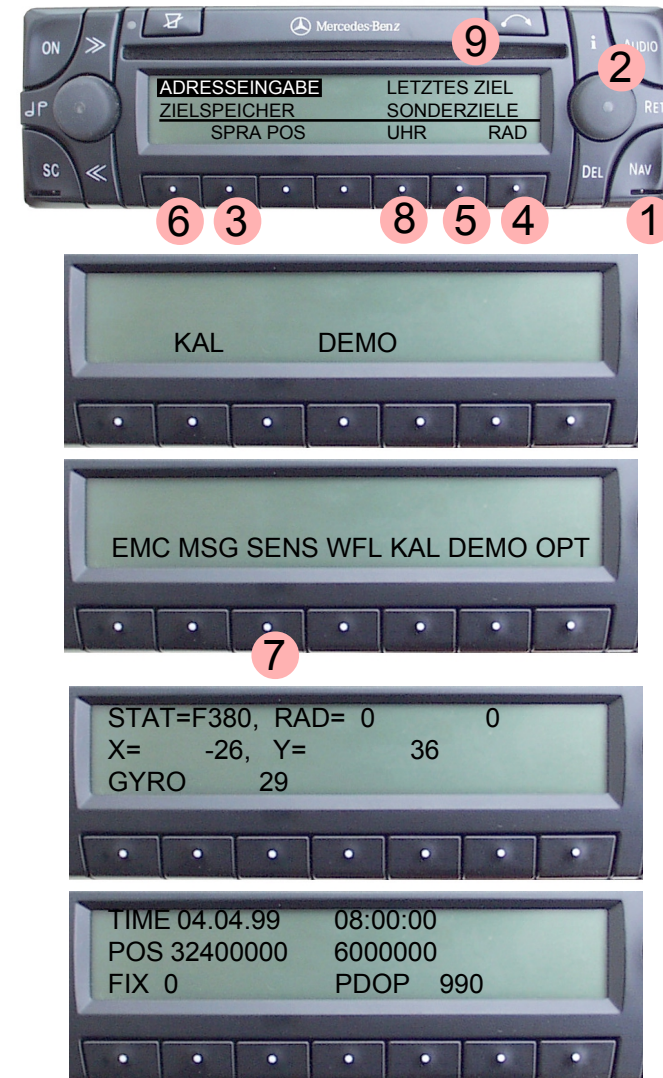 Mercedes-Benz
9
ON
i
AUDIO
2
ADRESSEINGABE LETZTES ZIEL
ZIELSPEICHER SONDERZIELE
SPRA POS UHR RAD
RET
SC
DEL
NAV
6 3 8 5 4 1
KAL DEMO
EMC MSG SENS WFL KAL DEMO OPT
7
STAT=F380, RAD= 0 0
X= -26, Y= 36
GYRO 29
TIME 04.04.99 08:00:00
POS 32400000 6000000
FIX 0 PDOP 990